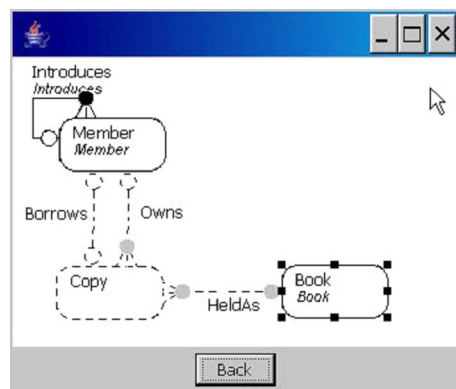 Introduces
Introduces
Member
Member
Borrows
Owns
Copy
Book
Book
HeldAs
Back